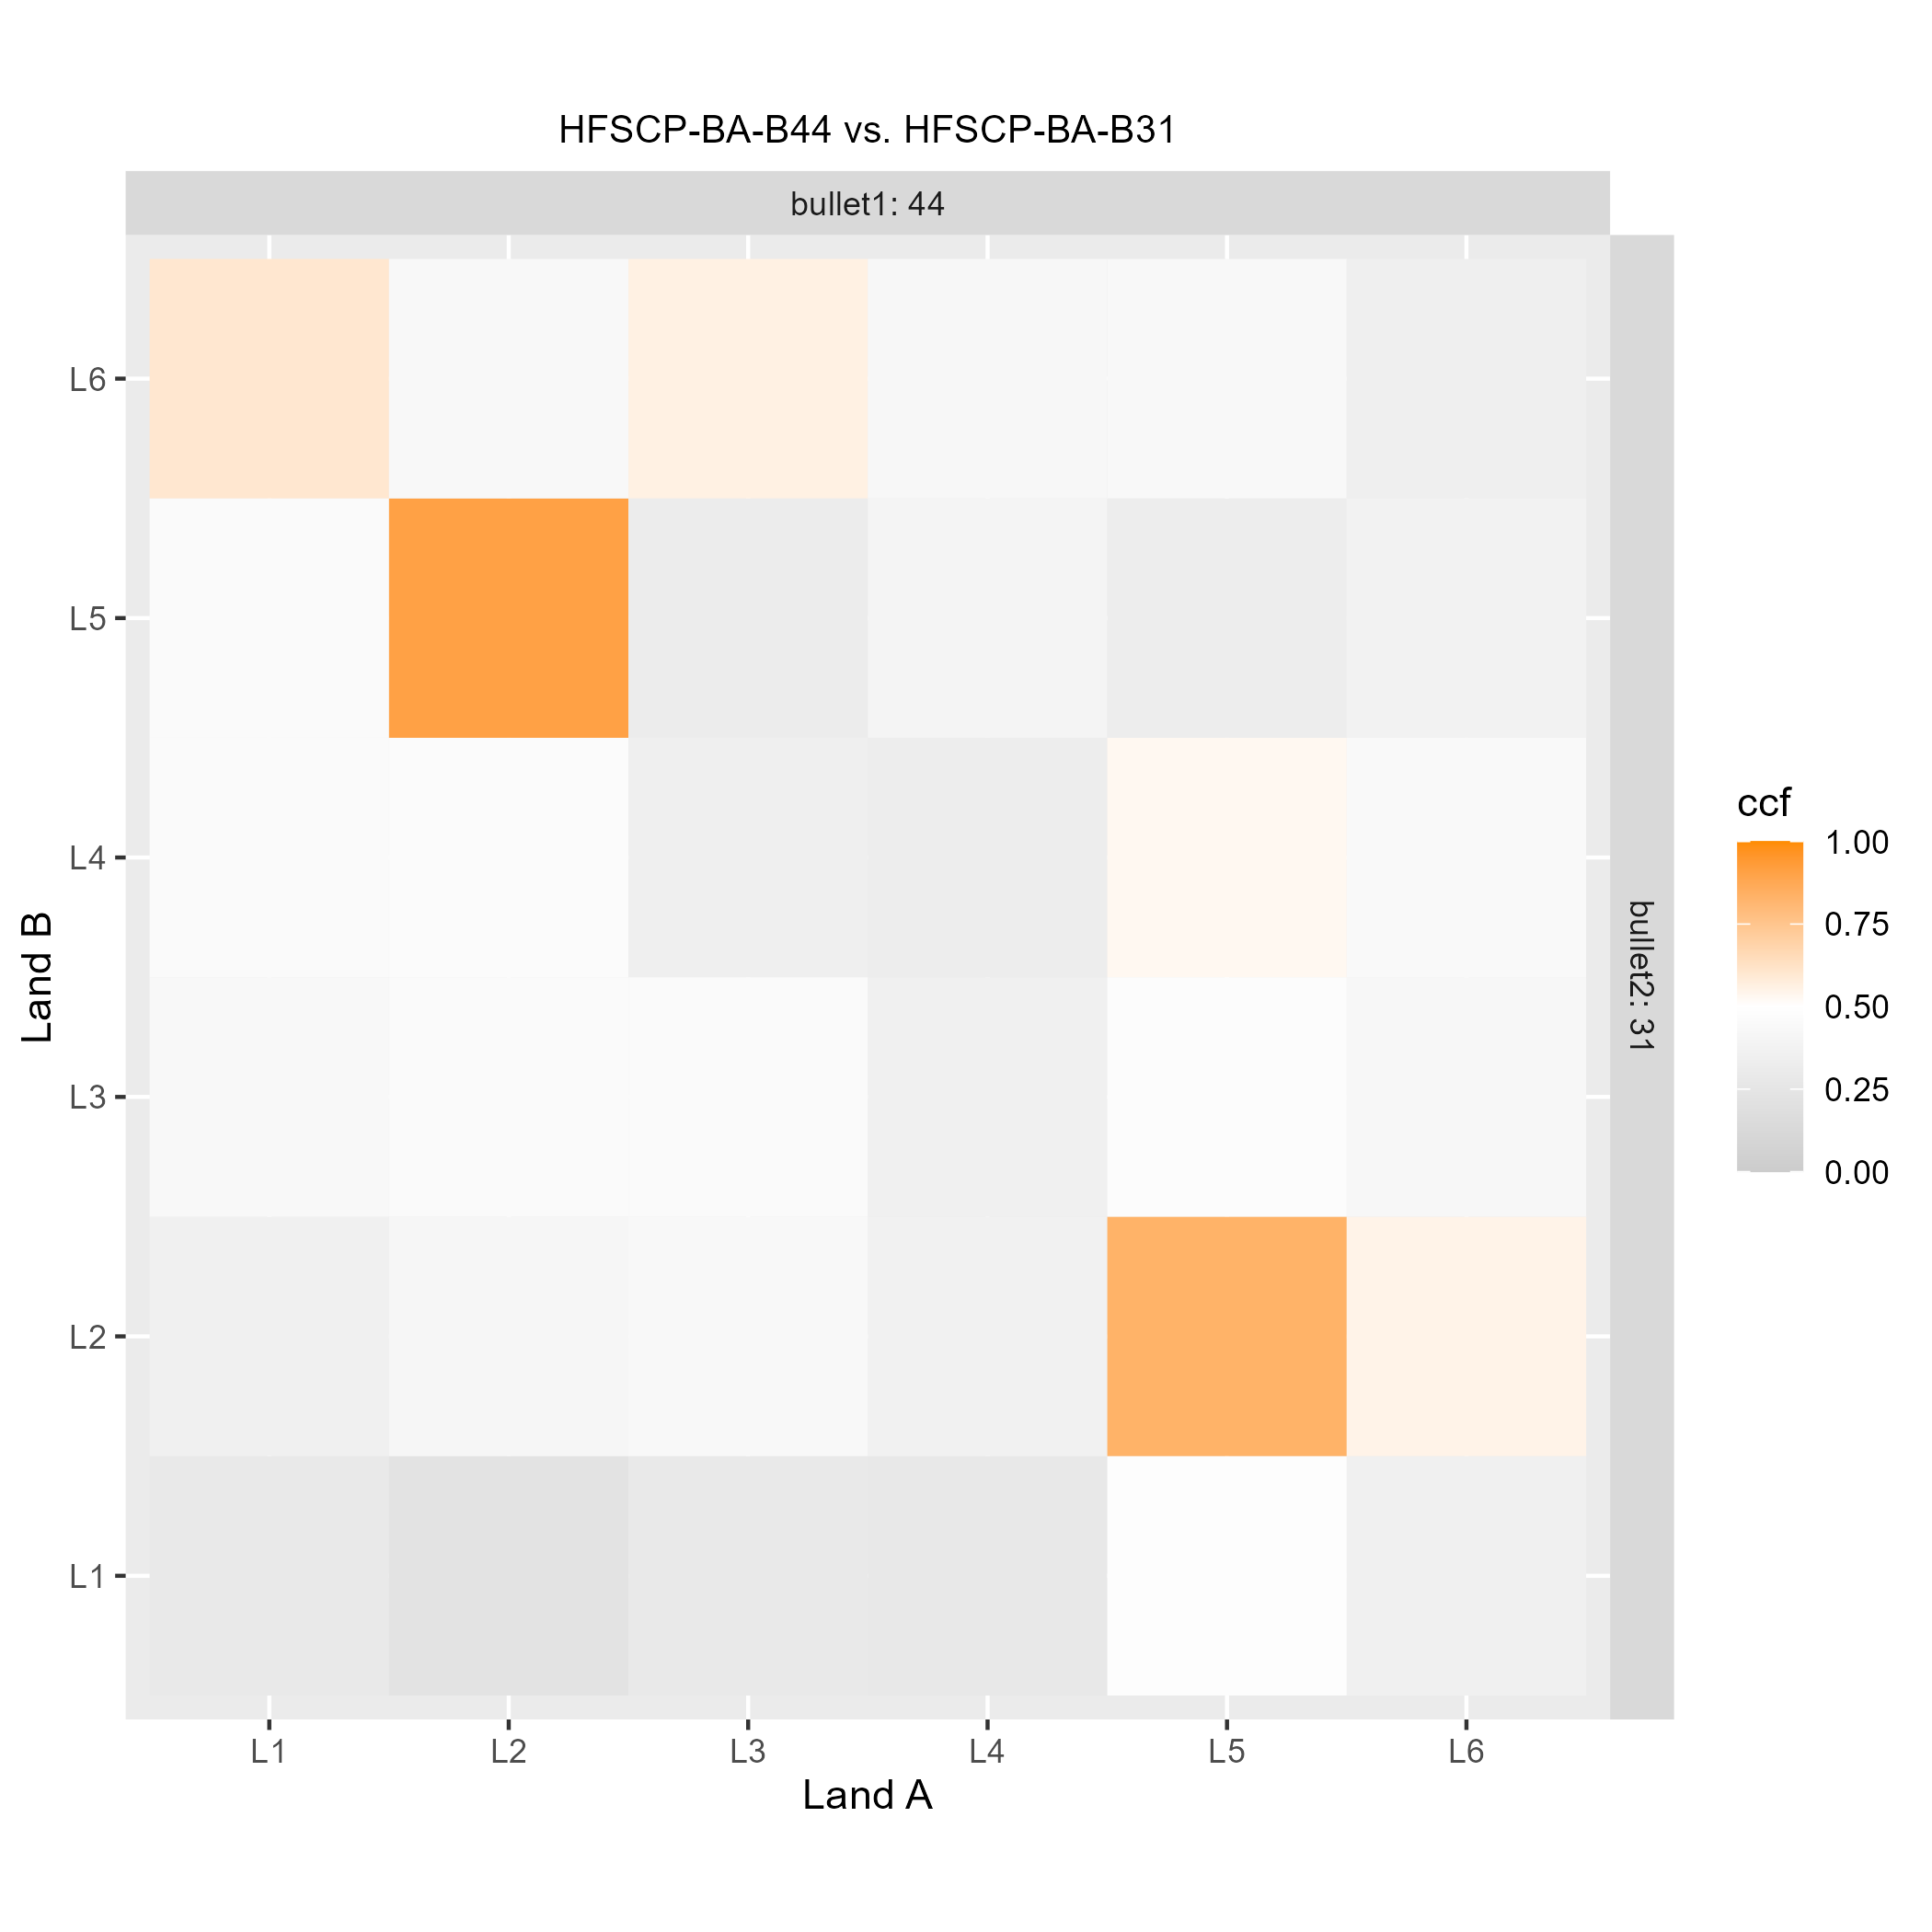 HFSCP-BA-B44 vs. HFSCP-BA-B31
bullet1: 44
L6
L5
L4
L3
L2
L1
Land B
L1 L2 L3 L4 L5 L6
Land A
bullet2: 31
ccf
1.00
0.75
0.50
0.25
0.00